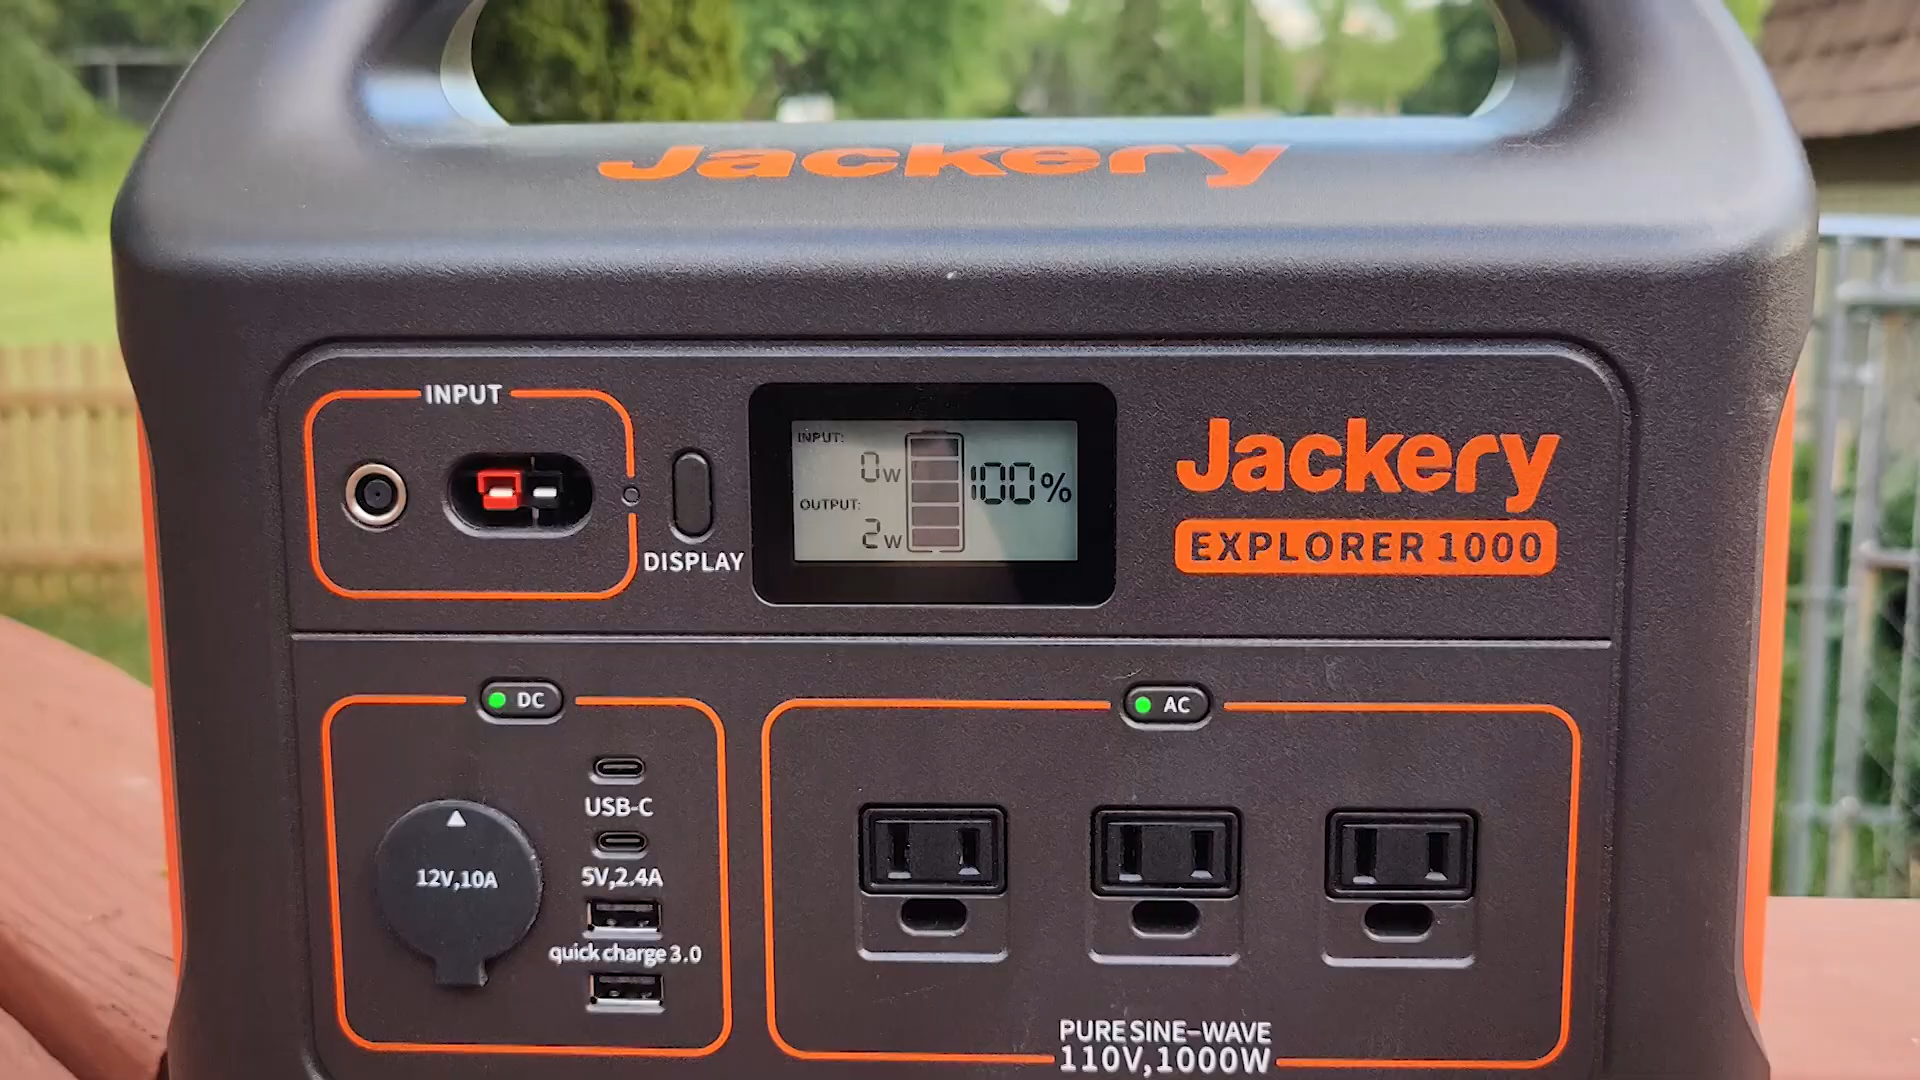 Jackery
INPUT
DISPLAY
INPUT:
0W
OUTPUT:
2W
100%
Jackery
EXPLORER 1000
DC
12V,10A
USB-C
5V,2.4A
quick charge 3.0
AC
PURE SINE-WAVE
110V,1000W